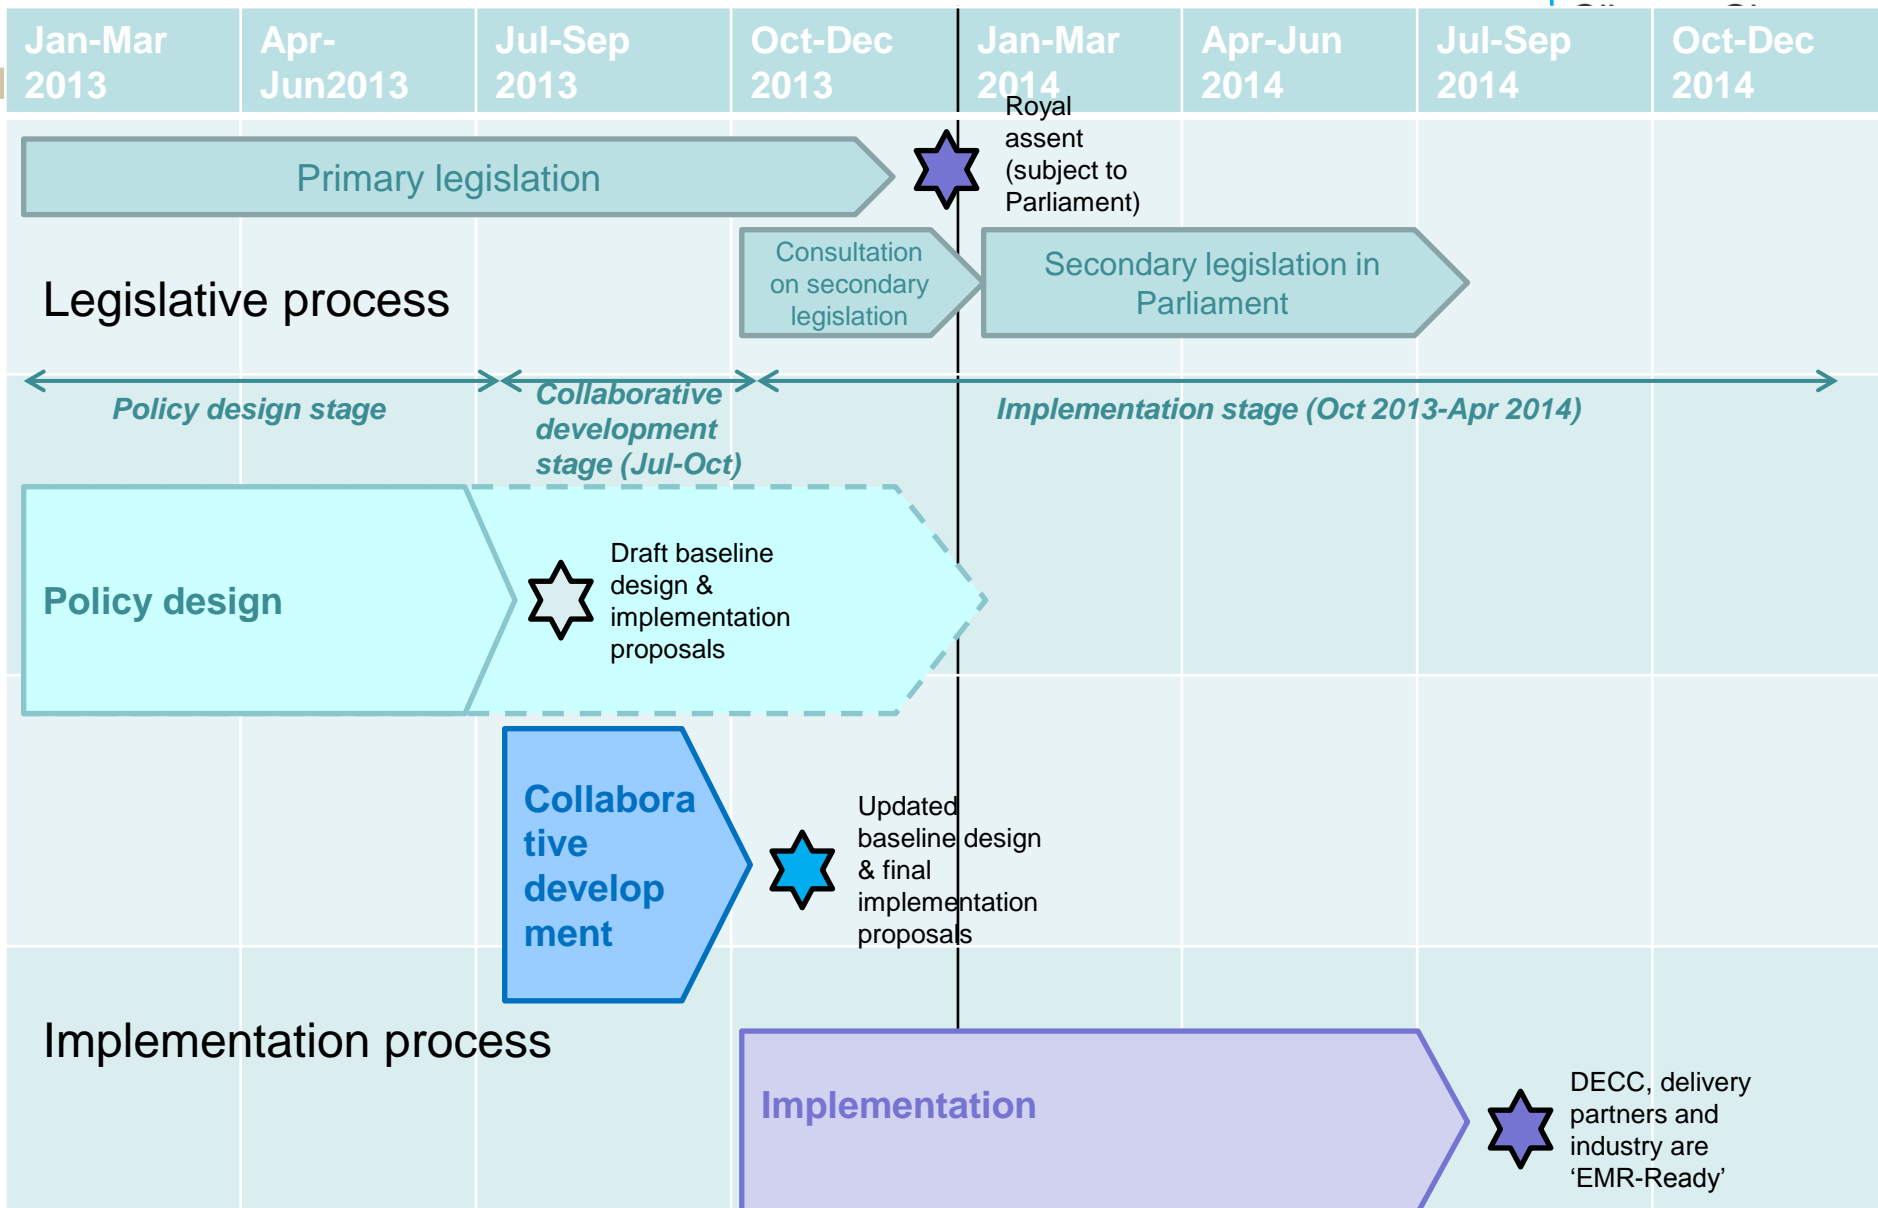 Jan-Mar
2013
Apr-
Jun2013
Jul-Sep
2013
Oct-Dec
2013
Jan-Mar
2014
Apr-Jun
2014
Jul-Sep
2014
Oct-Dec
2014
Primary legislation
Royal
assent
(subject to
Parliament)
Consultation
on secondary
legislation
Secondary legislation in
Parliament
Legislative process
Policy design stage
Collaborative
development
stage (Jul-Oct)
Implementation stage (Oct 2013-Apr 2014)
Policy design
Draft baseline
design &
implementation
proposals
Collabora
tive
develop
ment
Updated
baseline design
& final
implementation
proposals
Implementation process
Implementation
DECC, delivery
partners and
industry are
‘EMR-Ready’